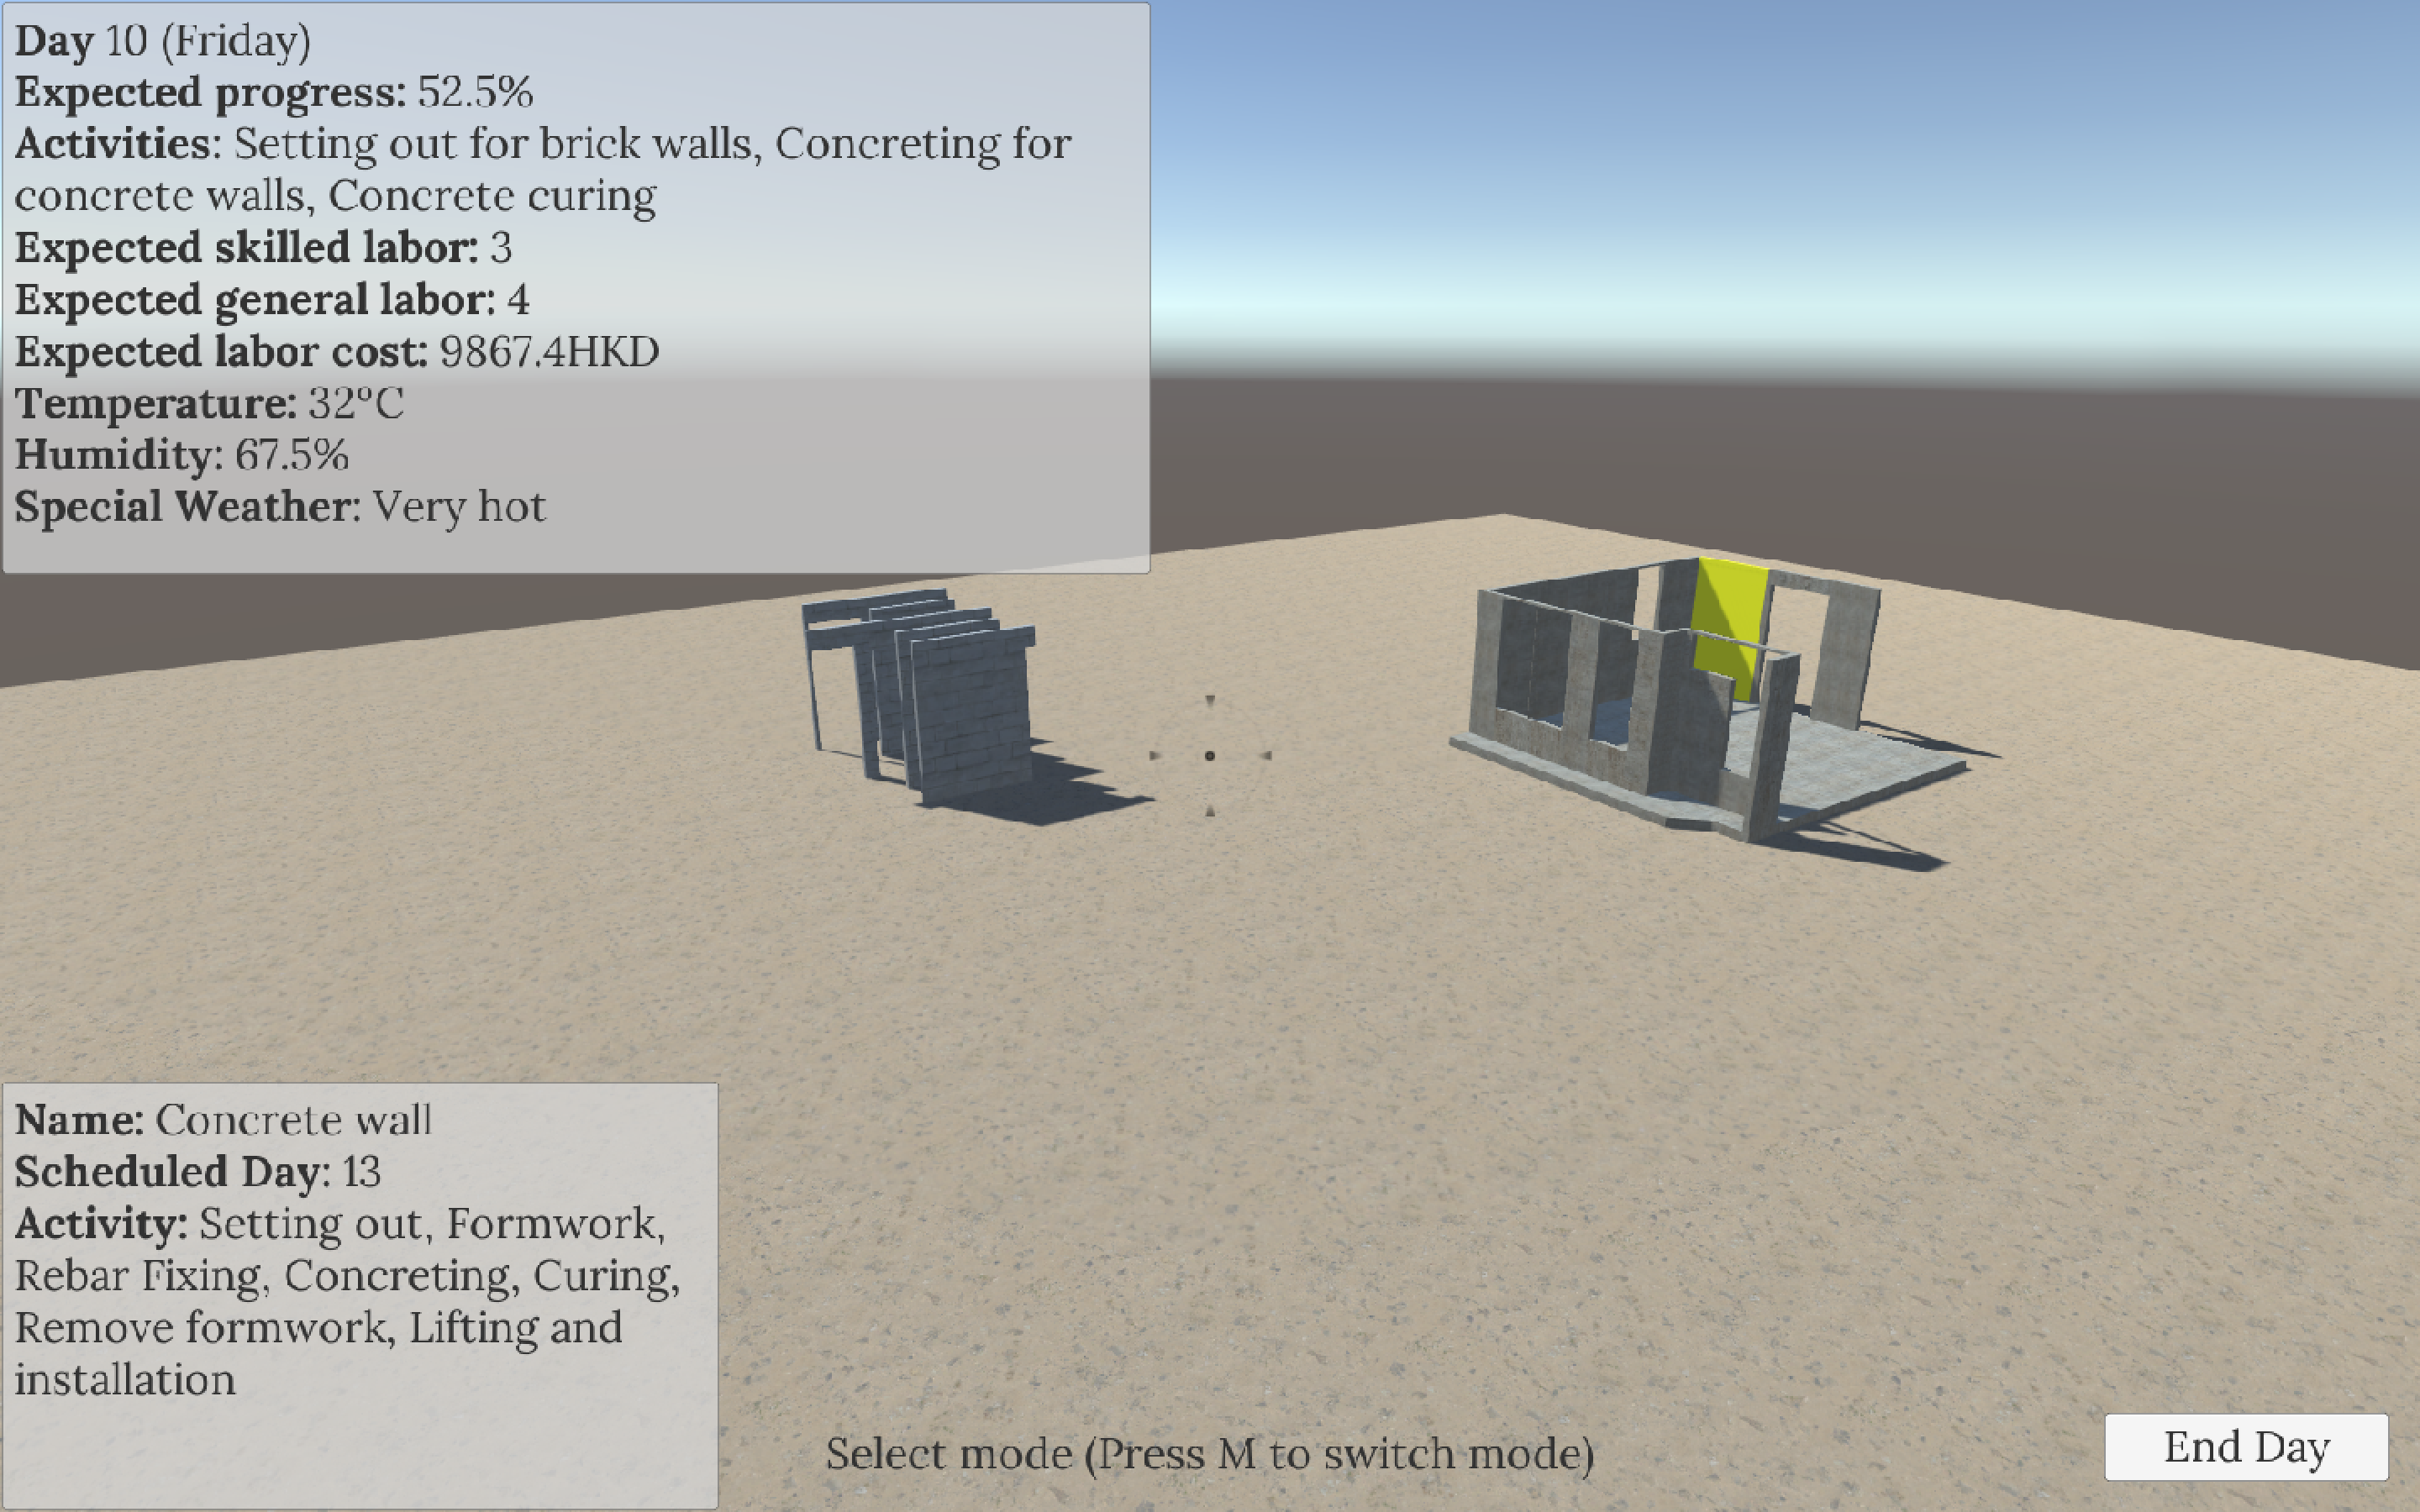 Day 10 (Friday)
Expected progress: 52.5%
Activities: Setting out for brick walls, Concreting for
concrete walls, Concrete curing
Expected skilled labor: 3
Expected general labor: 4
Expected labor cost: 9867.4HKD
Temperature: 32°C
Humidity: 67.5%
Special Weather: Very hot
Name: Concrete wall
Scheduled Day: 13
Activity: Setting out, Formwork,
Rebar Fixing, Concreting, Curing,
Remove formwork, Lifting and
installation
Select mode (Press M to switch mode)
End Day